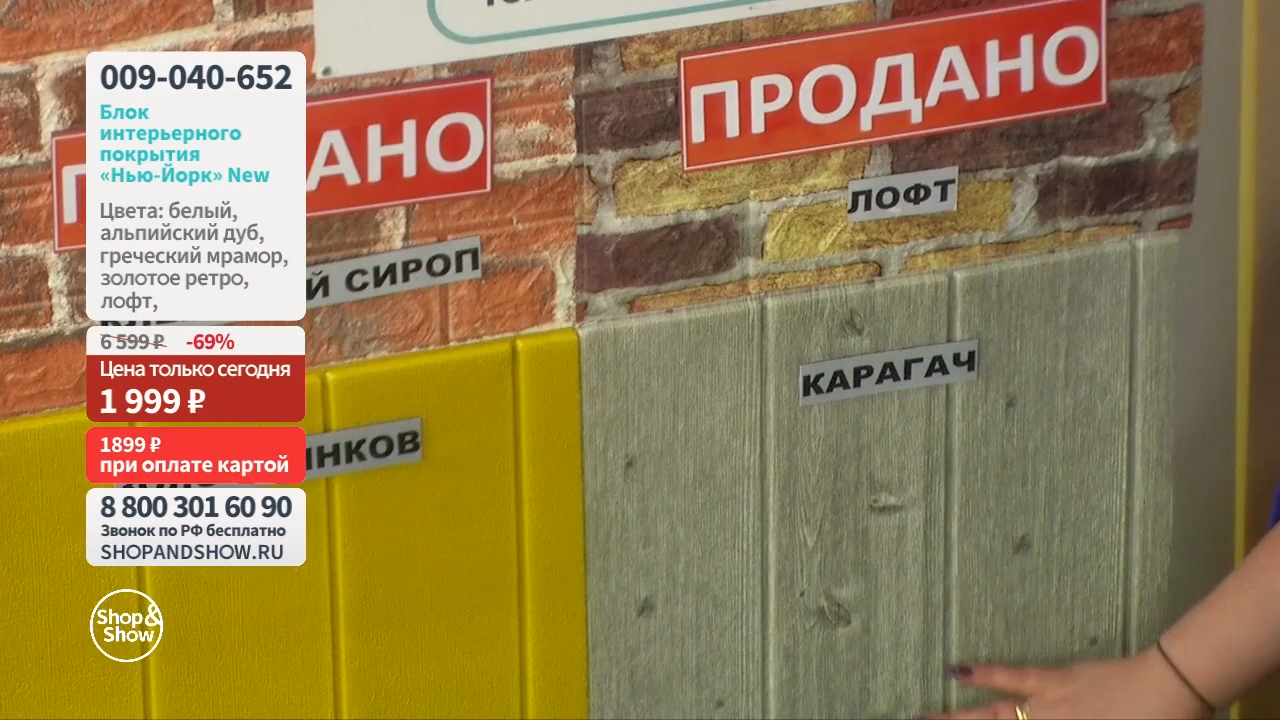 009-040-652
Блок
интерьерного
покрытия
«Нью-Йорк» New
Цвета: белый,
альпийский дуб,
греческий мрамор,
золотое ретро,
лофт,
6 599 ₽ -69%
Цена только сегодня
1 999 ₽
1899 ₽
при оплате картой
8 800 301 60 90
Звонок по РФ бесплатно
SHOPANDSHOW.RU
Shop&
Show
ПРОДАНО
АНО
ЛОФТ
Й СИРОП
КАРАГАЧ
ИНКОВ